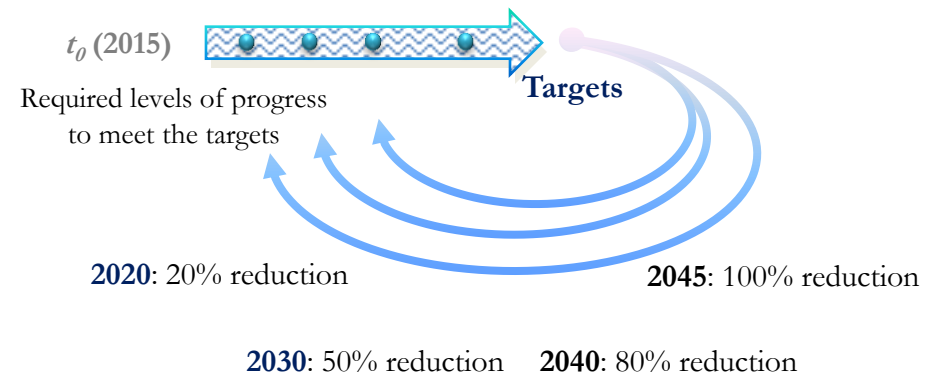 t0 (2015)
Targets
Required levels of progress
to meet the targets
2020: 20% reduction
2045: 100% reduction
2030: 50% reduction
2040: 80% reduction